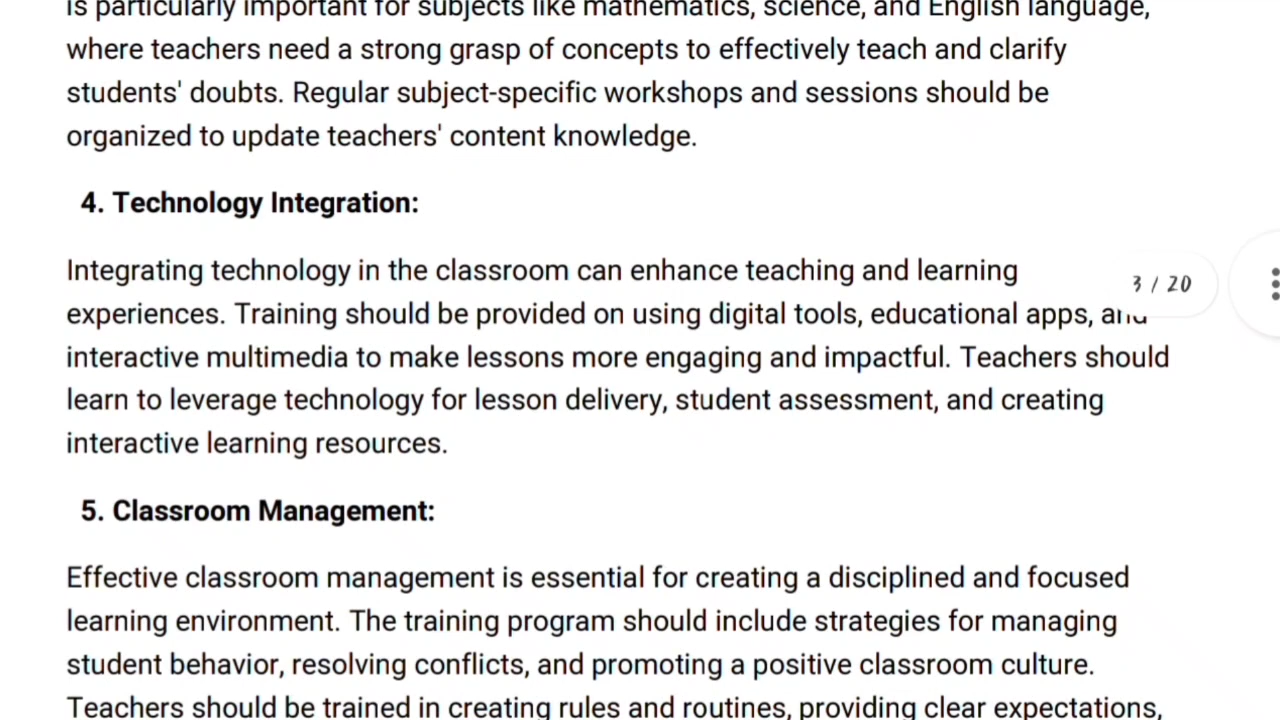 is particularly important for subjects like mathematics, science, and English language,
where teachers need a strong grasp of concepts to effectively teach and clarify
students' doubts. Regular subject-specific workshops and sessions should be
organized to update teachers' content knowledge.
4. Technology Integration:
Integrating technology in the classroom can enhance teaching and learning
3 / 20
experiences. Training should be provided on using digital tools, educational apps, and
interactive multimedia to make lessons more engaging and impactful. Teachers should
learn to leverage technology for lesson delivery, student assessment, and creating
interactive learning resources.
5. Classroom Management:
Effective classroom management is essential for creating a disciplined and focused
learning environment. The training program should include strategies for managing
student behavior, resolving conflicts, and promoting a positive classroom culture.
Teachers should be trained in creating rules and routines, providing clear expectations,